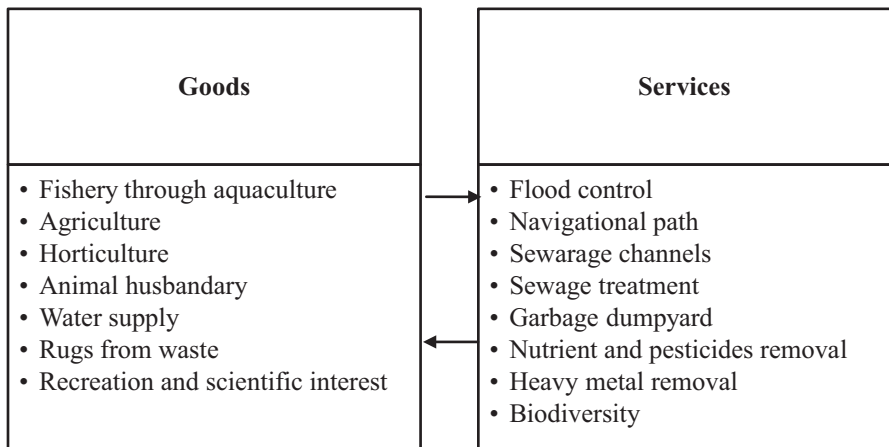 Goods
• Fishery through aquaculture
• Agriculture
• Horticulture
• Animal husbandary
• Water supply
• Rugs from waste
• Recreation and scientific interest
Services
• Flood control
• Navigational path
• Sewarage channels
• Sewage treatment
• Garbage dumpyard
• Nutrient and pesticides removal
• Heavy metal removal
• Biodiversity